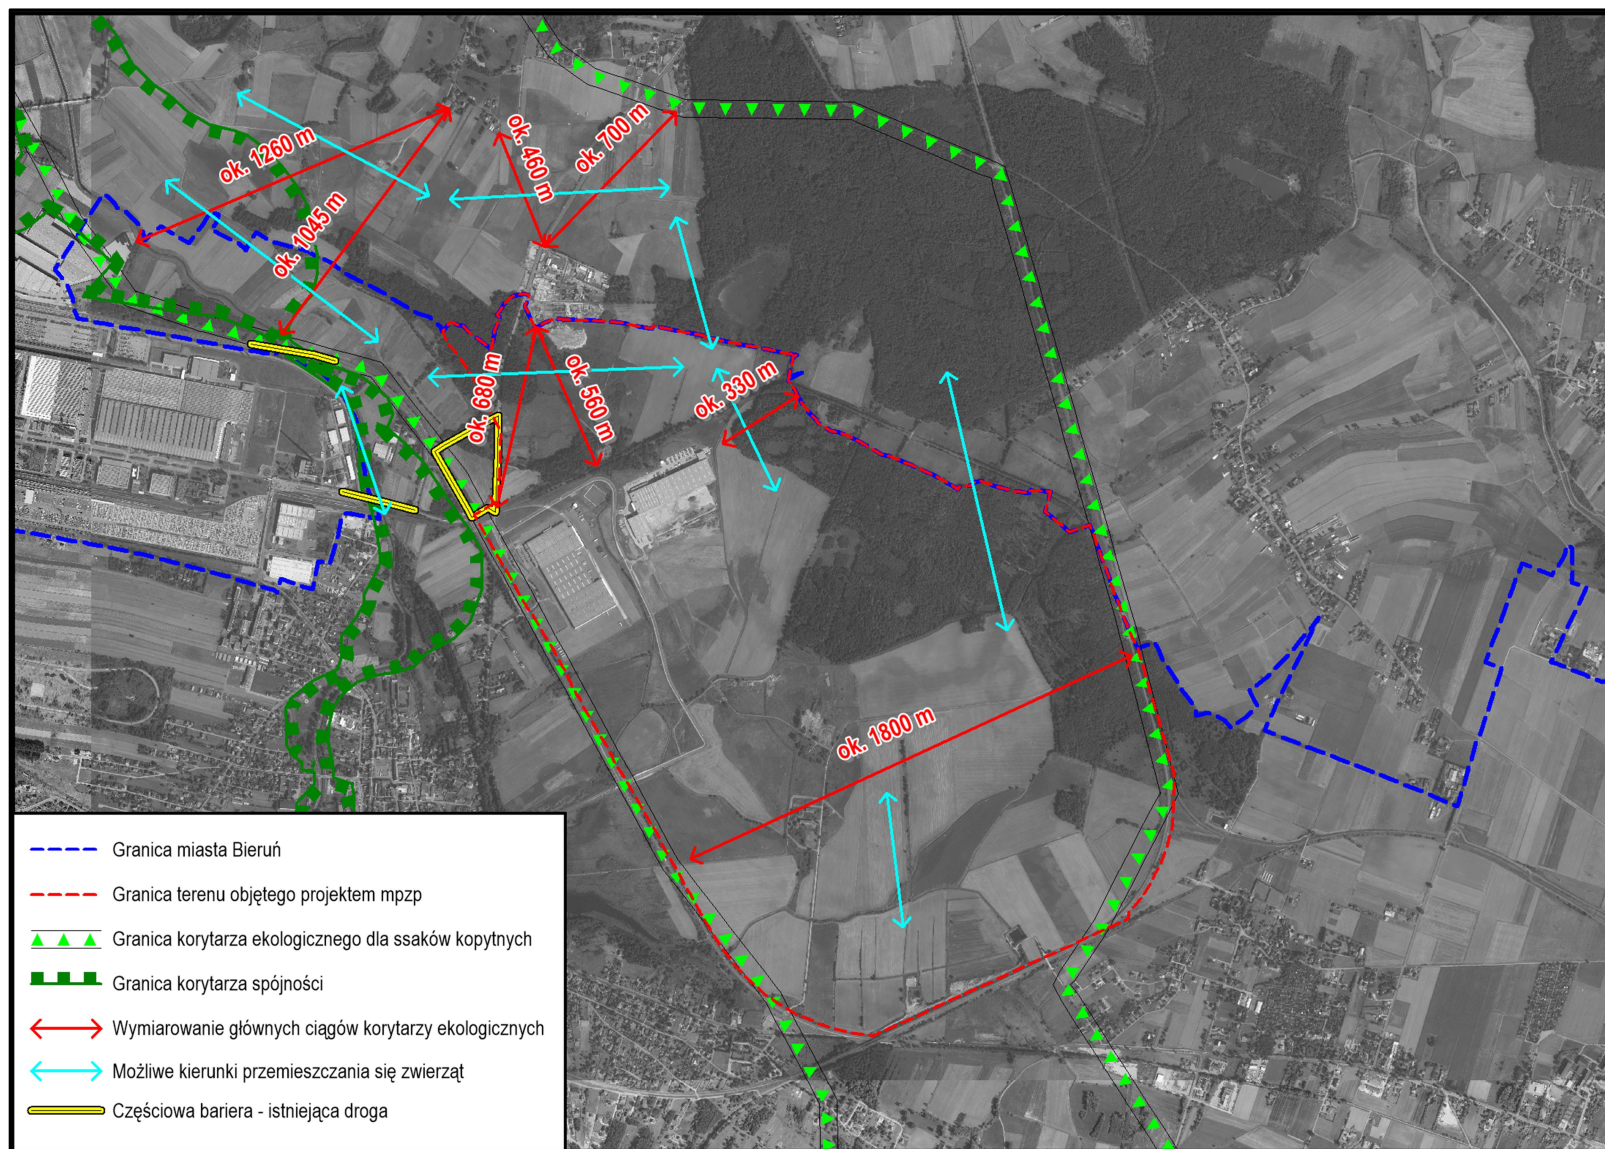 ok. 1260 m
ok. 460 m
ok. 700 m
ok. 1045 m
ok. 680 m
ok. 560 m
ok. 330 m
ok. 1800 m
Granica miasta Bieruń
Granica terenu objętego projektem mpzp
Granica korytarza ekologicznego dla ssaków kopytnych
Granica korytarza spójności
Wymiarowanie głównych ciągów korytarzy ekologicznych
Możliwe kierunki przemieszczania się zwierząt
Częściowa bariera - istniejąca droga